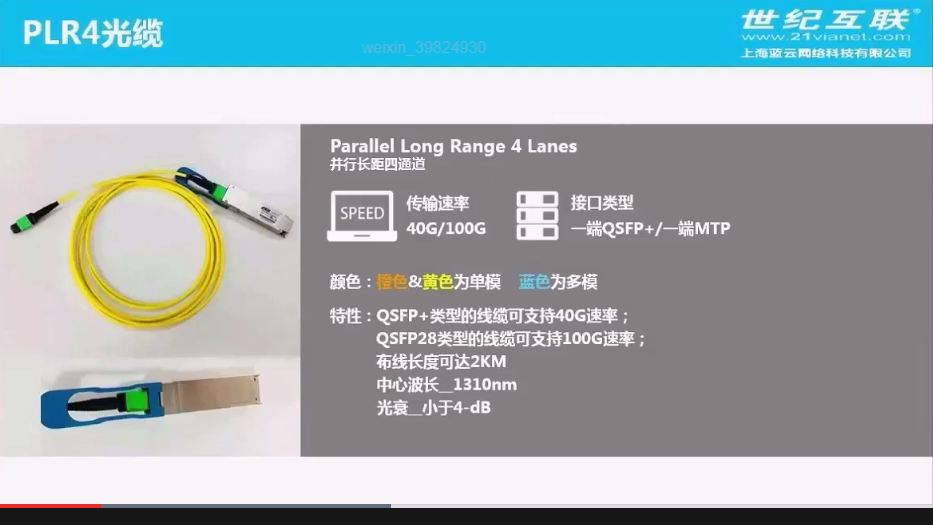 PLR4光缆
weixin_39824930
世纪互联®
www.21vianet.com
上海蓝云网络科技有限公司
Parallel Long Range 4 Lanes
并行长距四通道
SPEED
传输速率
40G/100G
接口类型
一端QSFP+/一端MTP
颜色：橙色&黄色为单模 蓝色为多模
特性：QSFP+类型的线缆可支持40G速率；
QSFP28类型的线缆可支持100G速率；
布线长度可达2KM
中心波长__1310nm
光衰__小于4-dB